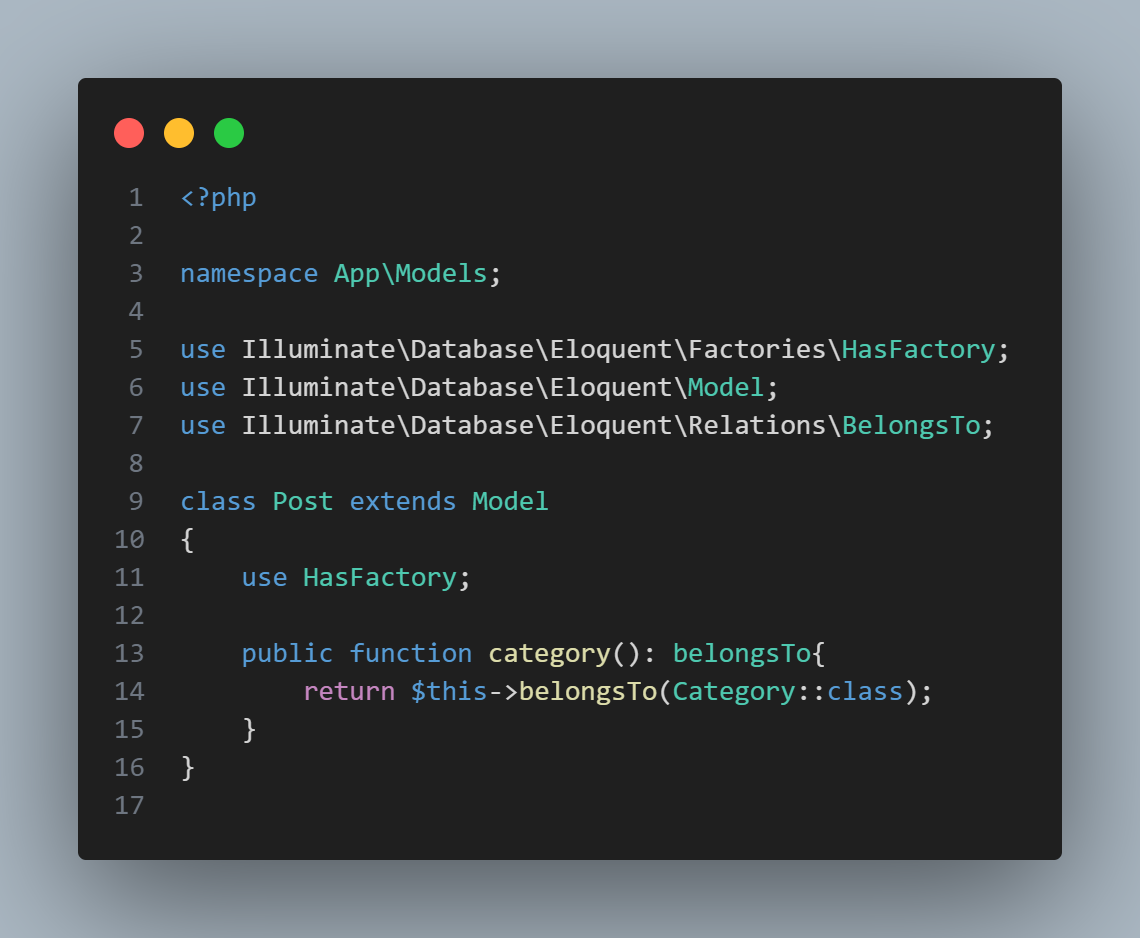 1 <?php
2
3 namespace App\Models;
4
5 use Illuminate\Database\Eloquent\Factories\HasFactory;
6 use Illuminate\Database\Eloquent\Model;
7 use Illuminate\Database\Eloquent\Relations\BelongsTo;
8
9 class Post extends Model
10 {
11     use HasFactory;
12
13     public function category(): belongsTo{
14         return $this->belongsTo(Category::class);
15     }
16 }
17